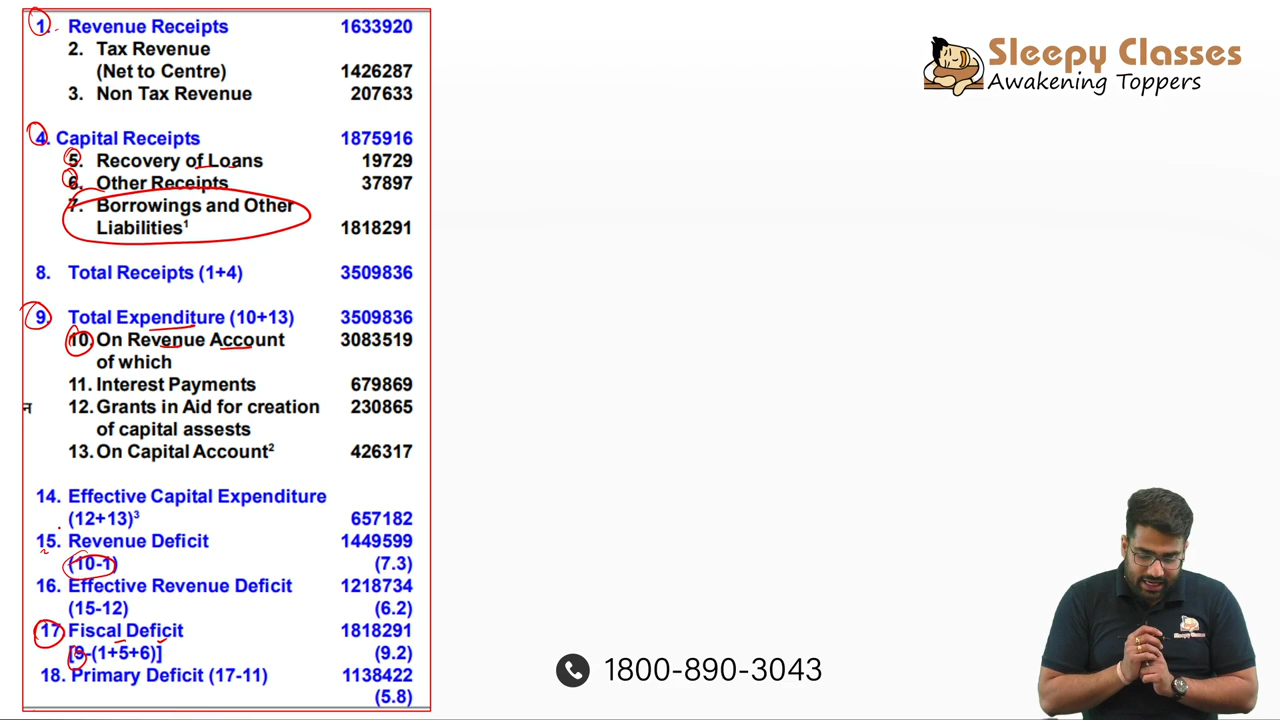 1. Revenue Receipts 1633920
2. Tax Revenue
(Net to Centre) 1426287
3. Non Tax Revenue 207633
4. Capital Receipts 1875916
5. Recovery of Loans 19729
6. Other Receipts 37897
7. Borrowings and Other
Liabilities¹ 1818291
8. Total Receipts (1+4) 3509836
9. Total Expenditure (10+13) 3509836
10. On Revenue Account 3083519
of which
11. Interest Payments 679869
न 12. Grants in Aid for creation 230865
of capital assests
13. On Capital Account² 426317
14. Effective Capital Expenditure
(12+13)³ 657182
15. Revenue Deficit 1449599
(10-1) (7.3)
16. Effective Revenue Deficit 1218734
(15-12) (6.2)
17 Fiscal Deficit 1818291
[9-(1+5+6)] (9.2)
18. Primary Deficit (17-11) 1138422
(5.8)
Sleepy Classes
Awakening Toppers
1800-890-3043
Sleepy Classes